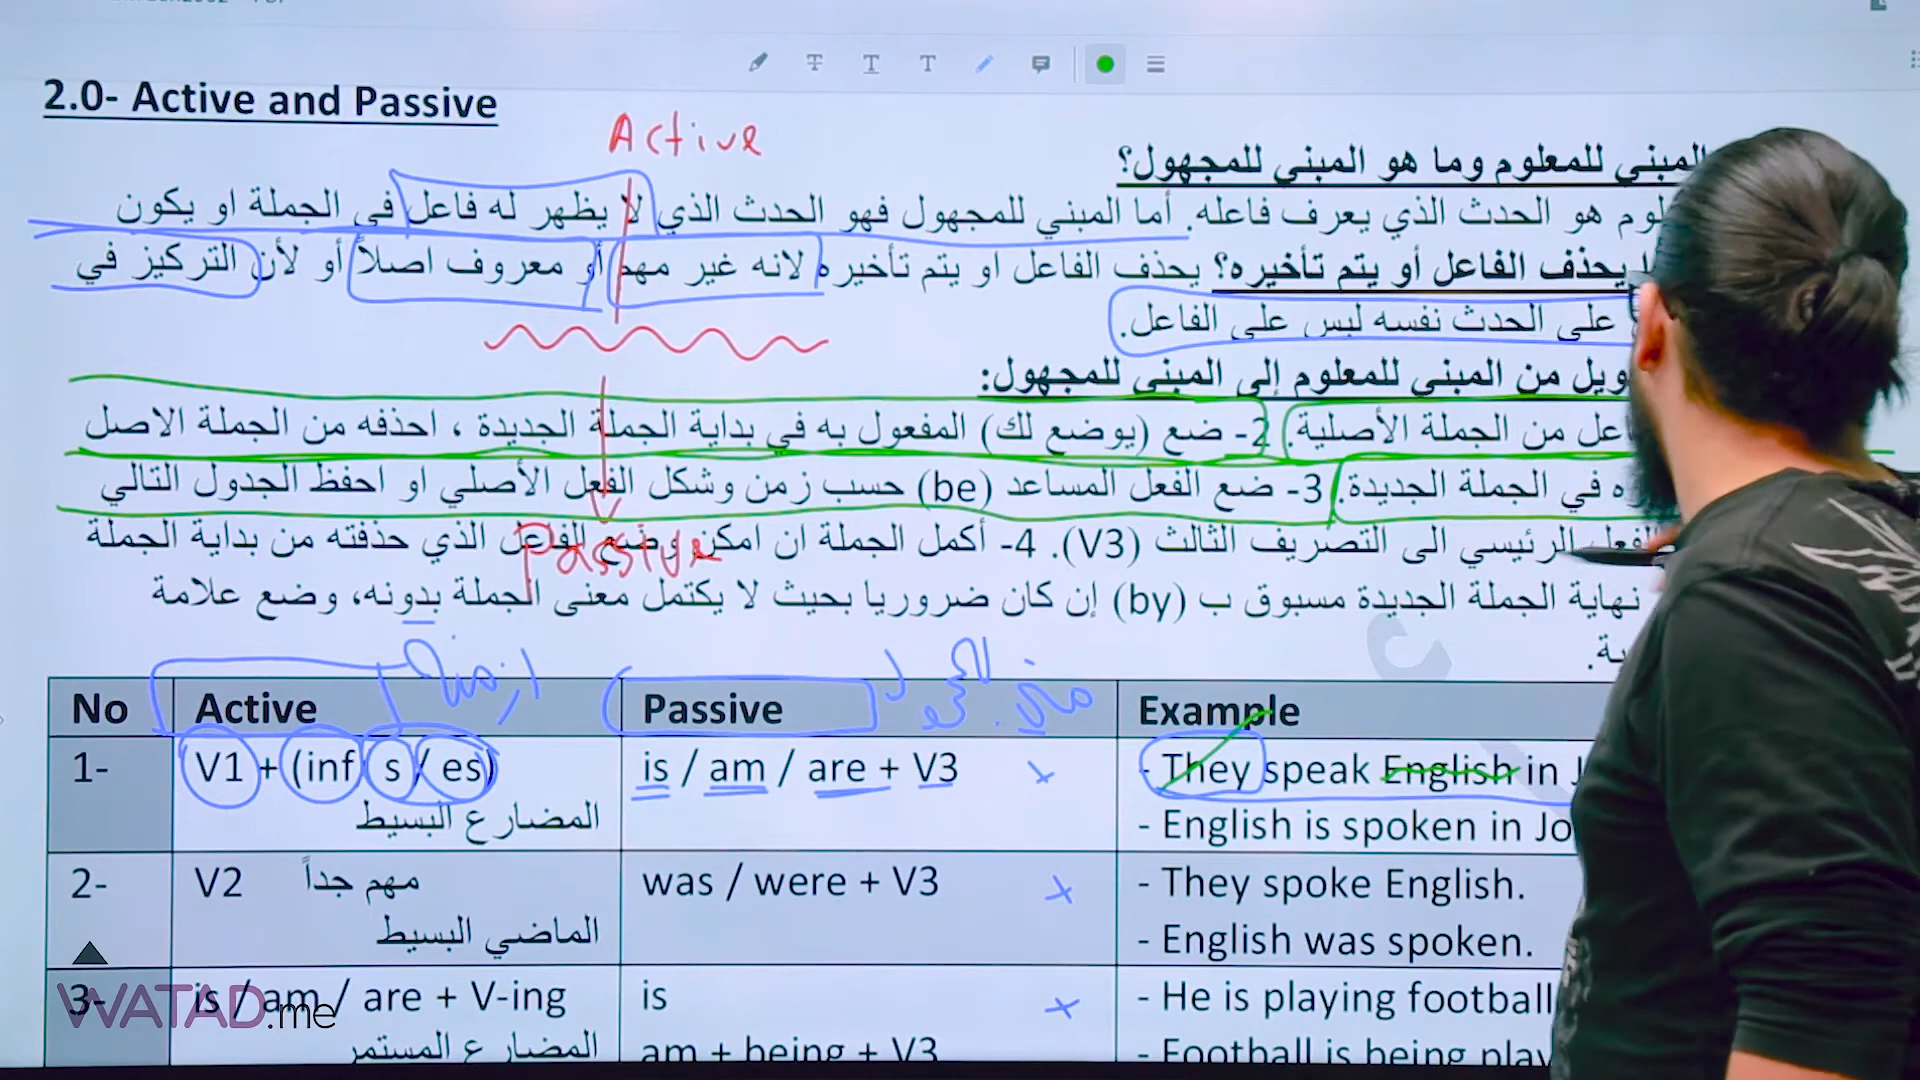 2.0- Active and Passive
Active
المبني للمعلوم وما هو المبني للمجهول؟
هو الحدث الذي يعرف فاعله. أما المبني للمجهول فهو الحدث الذي لا يظهر له فاعل في الجملة او يكون
يحذف الفاعل أو يتم تأخيره؟ يحذف الفاعل او يتم تأخيره لانه غير مهم أو معروف اصلاً أو لأن التركيز في
على الحدث نفسه ليس على الفاعل.
من المبني للمعلوم إلى المبني للمجهول:
من الجملة الأصلية. 2- ضع (يوضع لك) المفعول به في بداية الجملة الجديدة ، احذفه من الجملة الاصل
في الجملة الجديدة. 3- ضع الفعل المساعد (be) حسب زمن وشكل الفعل الأصلي او احفظ الجدول التالي
الفعل الرئيسي الى التصريف الثالث (V3). 4- أكمل الجملة ان امكن وضع الفاعل الذي حذفته من بداية الجملة
Passive
نهاية الجملة الجديدة مسبوق ب (by) إن كان ضروريا بحيث لا يكتمل معنى الجملة بدونه، وضع علامة
No Active Passive Example
1- V1 + (inf s / es) is / am / are + V3 - They speak English in
المضارع البسيط - English is spoken in Jo
2- V2 مهم جداً was / were + V3 - They spoke English.
الماضي البسيط - English was spoken.
3- is / am / are + V-ing is - He is playing football
WATAD.me
المضارع المستمر am + being + V3 - Football is being play